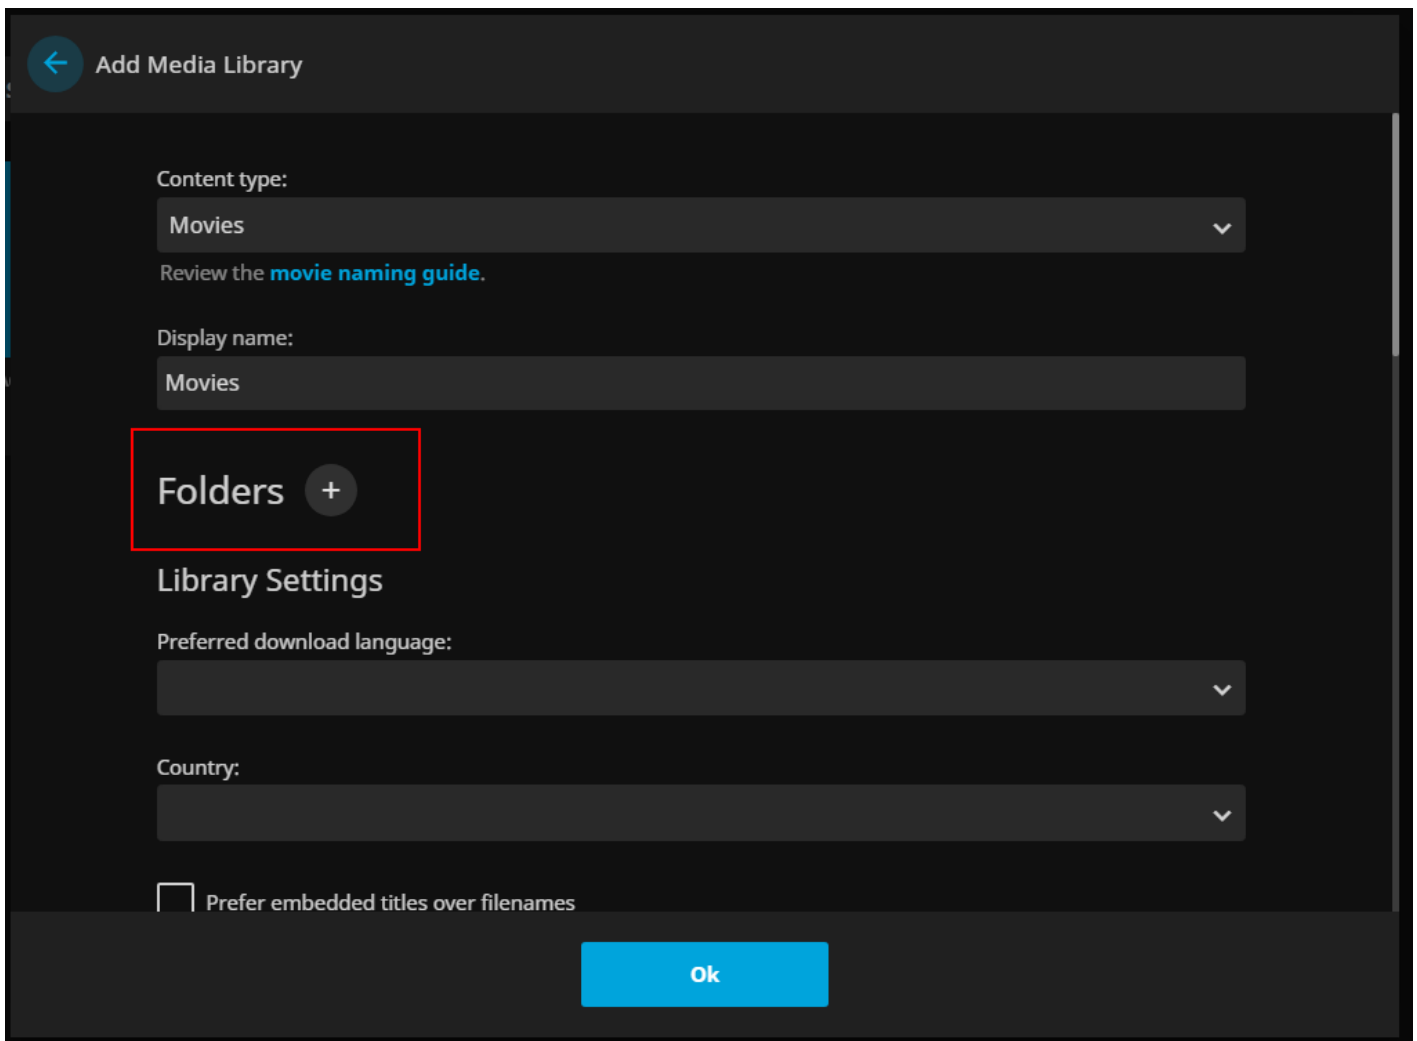 Add Media Library
Content type:
Movies
Review the movie naming guide.
Display name:
Movies
Folders +
Library Settings
Preferred download language:
Country:
Prefer embedded titles over filenames
Ok